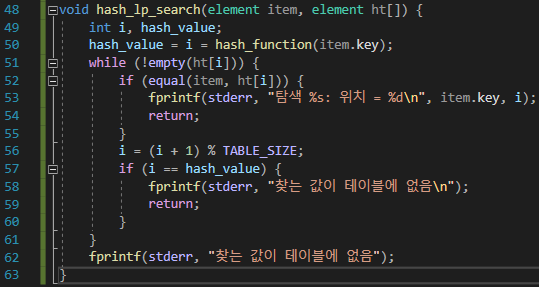 48 void hash_lp_search(element item, element ht[]) {
49     int i, hash_value;
50     hash_value = i = hash_function(item.key);
51     while (!empty(ht[i])) {
52         if (equal(item, ht[i])) {
53             fprintf(stderr, "탐색 %s: 위치 = %d\n", item.key, i);
54             return;
55         }
56         i = (i + 1) % TABLE_SIZE;
57         if (i == hash_value) {
58             fprintf(stderr, "찾는 값이 테이블에 없음\n");
59             return;
60         }
61     }
62     fprintf(stderr, "찾는 값이 테이블에 없음");
63 }